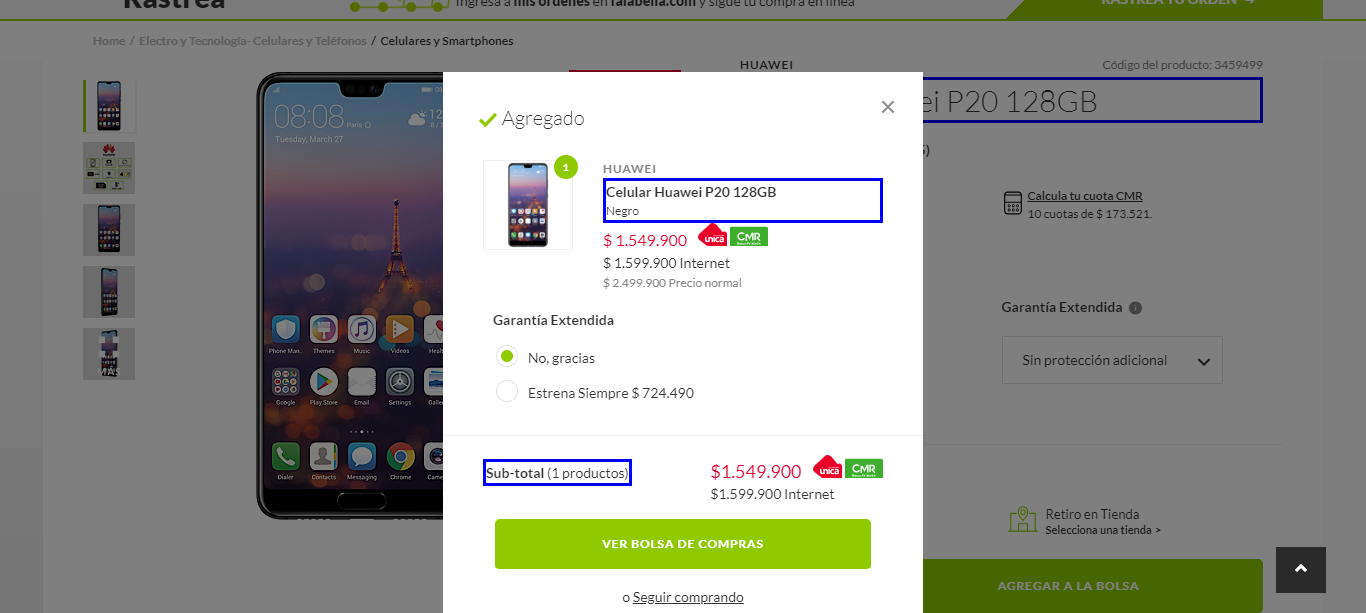 Rastrea
Ingresa a mis órdenes en falabella.com y sigue tu compra en línea
RASTREA TU ORDEN
Home / Electro y Tecnología- Celulares y Teléfonos / Celulares y Smartphones
HUAWEI
Código del producto: 3459499
ei P20 128GB
08:08
Paris
Tuesday, March 27
Agregado
1
HUAWEI
Celular Huawei P20 128GB
Negro
$ 1.549.900 única CMR
$ 1.599.900 Internet
$ 2.499.900 Precio normal
Calcula tu cuota CMR
10 cuotas de $ 173.521.
Garantía Extendida
No, gracias
Estrena Siempre $ 724.490
Garantía Extendida
Sin protección adicional
Phone Man.. Themes Music Videos
Google Play Store Email Settings
Dialer Contacts Messaging Chrome
MÁS
Sub-total (1 productos)
$1.549.900 única CMR
$1.599.900 Internet
VER BOLSA DE COMPRAS
o Seguir comprando
Retiro en Tienda
Selecciona una tienda >
AGREGAR A LA BOLSA